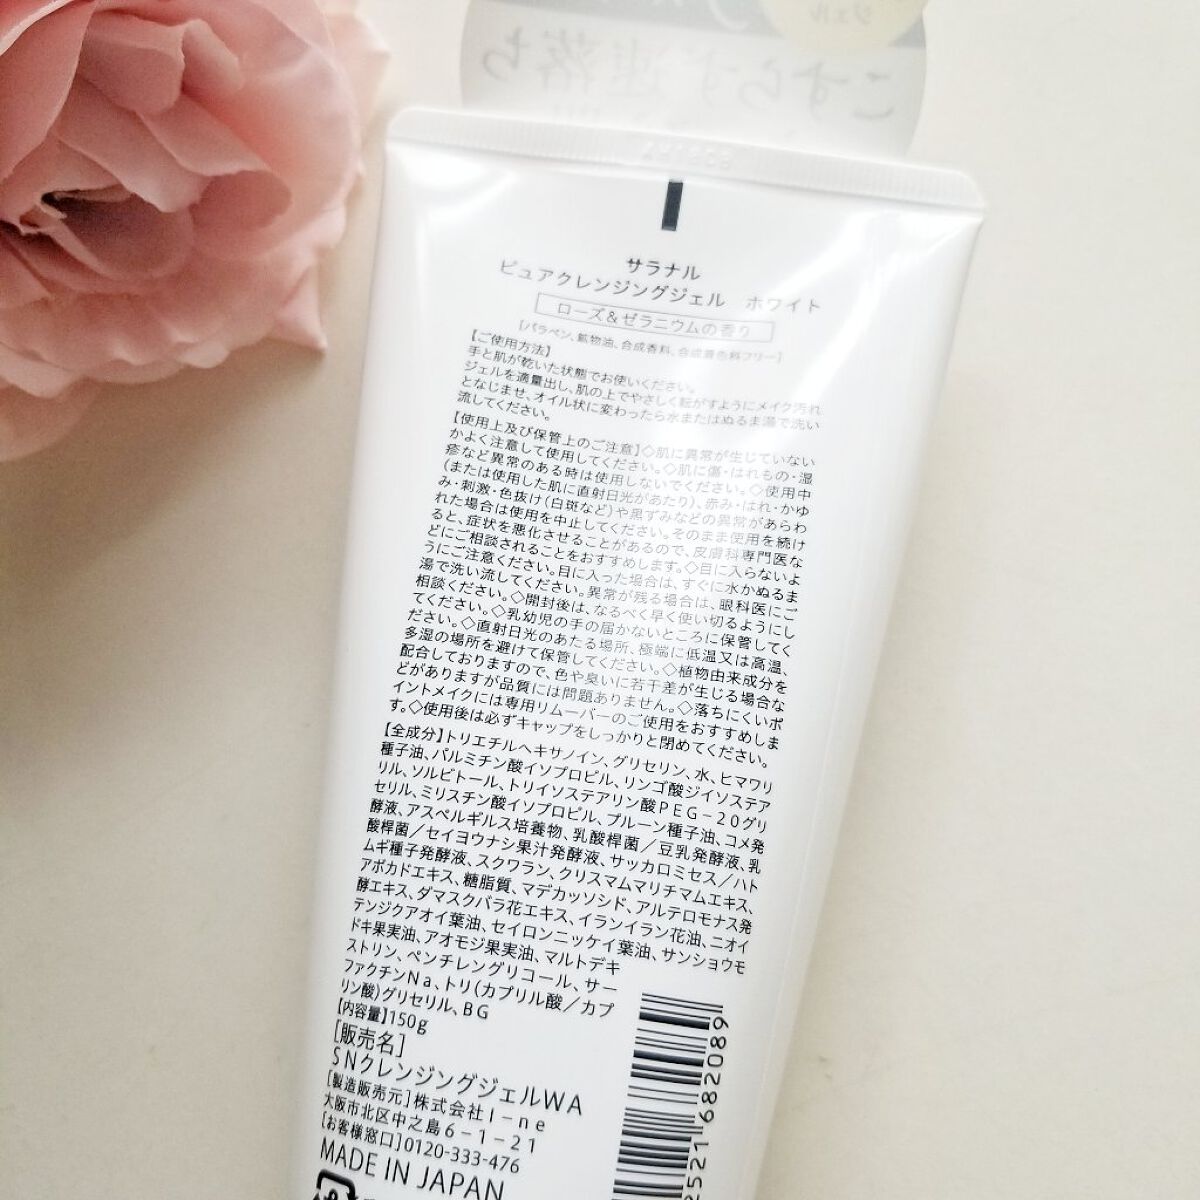 ジェル
こすらず速落ち
サラナル
ピュアクレンジングジェル ホワイト
ローズ&ゼラニウムの香り
[パラベン、鉱物油、合成香料、合成着色料フリー]
【ご使用方法】
手と肌が乾いた状態でお使いください。
ジェルを適量出し、肌の上でやさしく転がすようにメイク汚れ
となじませ、オイル状に変わったら水またはぬるま湯で洗い
流してください。
【使用上及び保管上のご注意】◇肌に異常が生じていない
かよく注意して使用してください。◇肌に傷・はれもの・湿
疹など異常のある時は使用しないでください。◇使用中
(または使用した肌に直射日光があたり)、赤み・はれ・かゆ
み・刺激・色抜け(白斑など)や黒ずみなどの異常があらわ
れた場合は使用を中止してください。そのまま使用を続け
ると、症状を悪化させることがあるので、皮膚科専門医な
どにご相談されることをおすすめします。◇目に入らないよ
うにご注意ください。目に入った場合は、すぐに水かぬるま
湯で洗い流してください。異常が残る場合は、眼科医にご
相談ください。◇開封後は、なるべく早く使い切るようにし
てください。◇乳幼児の手の届かないところに保管してく
ださい。◇直射日光のあたる場所、極端に低温又は高温、
多湿の場所を避けて保管してください。◇植物由来成分を
配合しておりますので、色や臭いに若干差が生じる場合な
どがありますが品質には問題ありません。◇落ちにくいポ
イントメイクには専用リムーバーのご使用をおすすめしま
す。◇使用後は必ずキャップをしっかりと閉めてください。
【全成分】トリエチルヘキサノイン、グリセリン、水、ヒマワリ
種子油、パルミチン酸イソプロピル、リンゴ酸ジイソステア
リル、ソルビトール、トリイソステアリン酸PEG-20グリ
セリル、ミリスチン酸イソプロピル、プルーン種子油、コメ発
酵液、アスペルギルス培養物、乳酸桿菌/豆乳発酵液、乳
酸桿菌/セイヨウナシ果汁発酵液、サッカロミセス/ハト
ムギ種子発酵液、スクワラン、クリスマムマリチマムエキス、
アボカドエキス、糖脂質、マデカッソシド、アルテロモナス発
酵エキス、ダマスクバラ花エキス、イランイラン花油、ニオイ
テンジクアオイ葉油、セイロンニッケイ葉油、サンショウモ
ドキ果実油、アオモジ果実油、マルトデキ
ストリン、ペンチレングリコール、サー
ファクチンNa、トリ(カプリル酸/カプ
リン酸)グリセリル、BG
【内容量】150g
[販売名]
SNクレンジングジェルWA
[製造販売元]株式会社I-ne
大阪市北区中之島6-1-21
[お客様窓口]0120-333-476
MADE IN JAPAN
2521682089